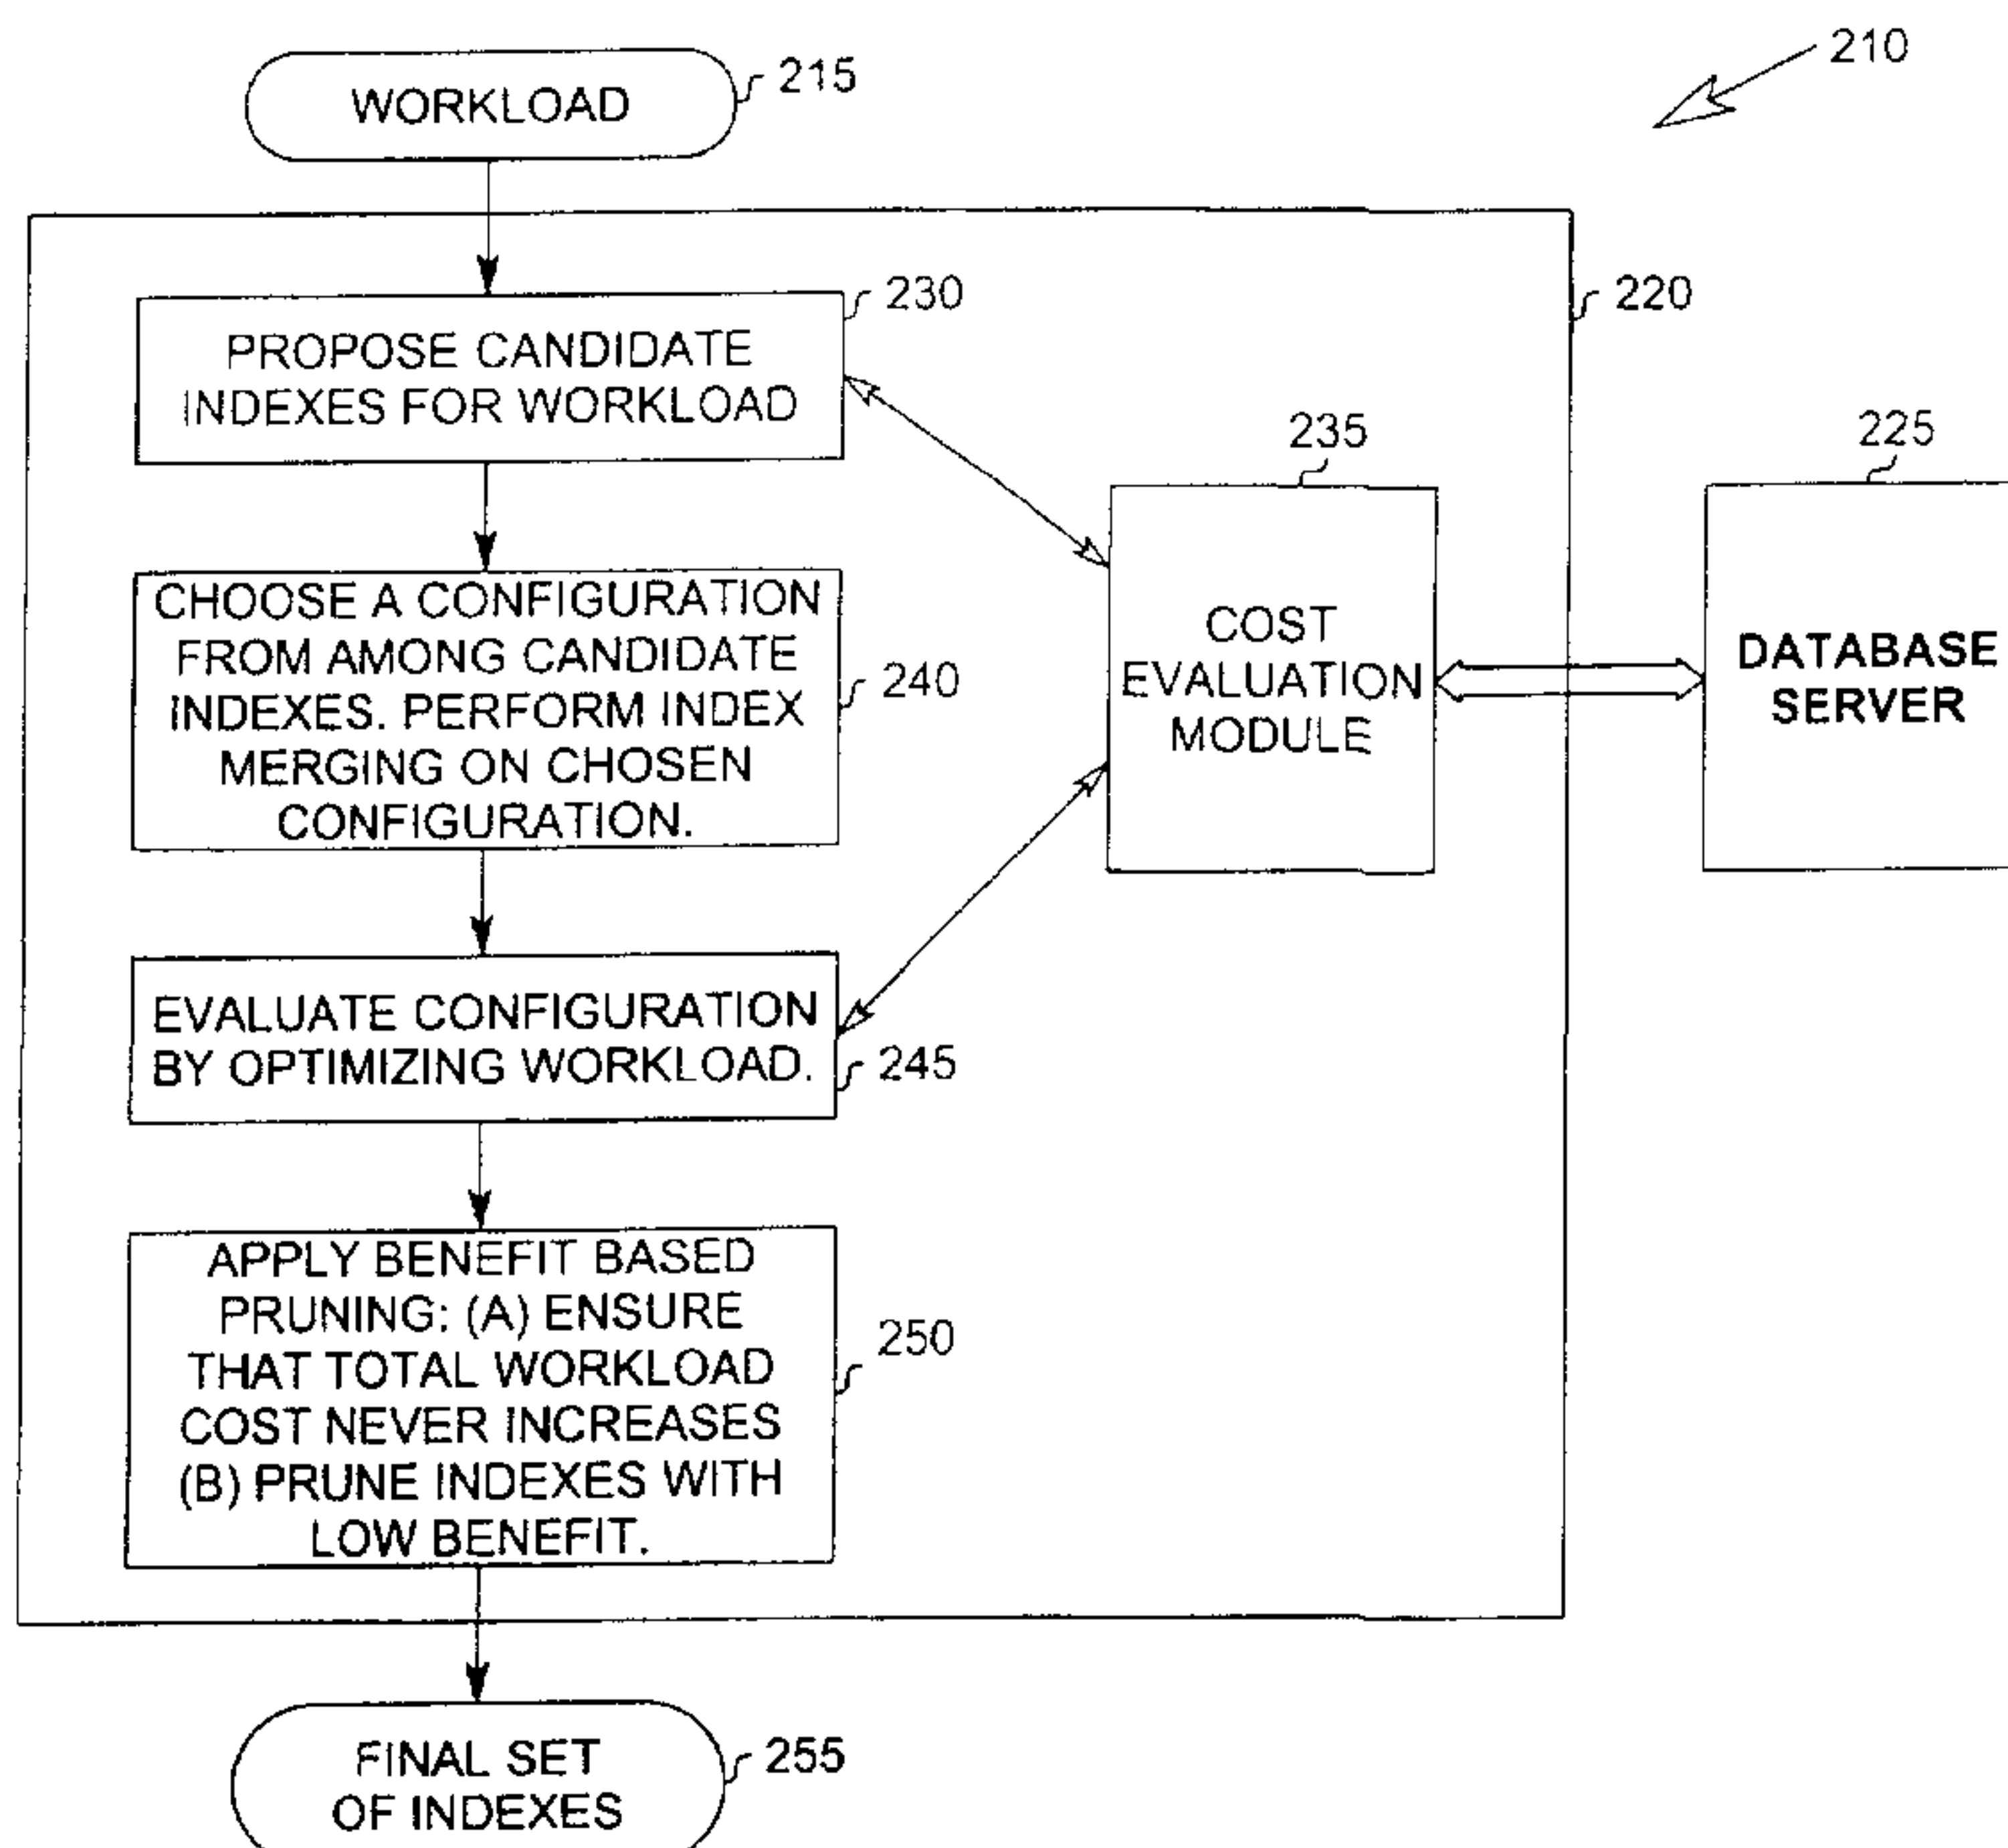 210
WORKLOAD
215
220
PROPOSE CANDIDATE
INDEXES FOR WORKLOAD
230
CHOOSE A CONFIGURATION
FROM AMONG CANDIDATE
INDEXES. PERFORM INDEX
MERGING ON CHOSEN
CONFIGURATION.
240
EVALUATE CONFIGURATION
BY OPTIMIZING WORKLOAD.
245
APPLY BENEFIT BASED
PRUNING: (A) ENSURE
THAT TOTAL WORKLOAD
COST NEVER INCREASES
(B) PRUNE INDEXES WITH
LOW BENEFIT.
250
235
COST
EVALUATION
MODULE
225
DATABASE
SERVER
FINAL SET
OF INDEXES
255